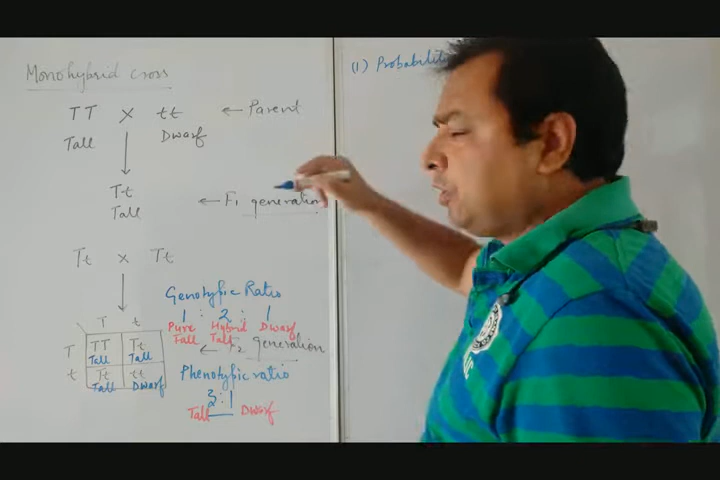 Monohybrid cross
TT X tt ← Parent
Tall Dwarf
Tt
Tall ← F1 generation
Tt x Tt
Genotypic Ratio
1 : 2 : 1
Pure Hybrid Dwarf
Tall Tall
← F2 generation
T t
T TT Tt
Tall Tall
t Tt tt
Tall Dwarf
Phenotypic ratio
3 : 1
Tall Dwarf
(1) Probability